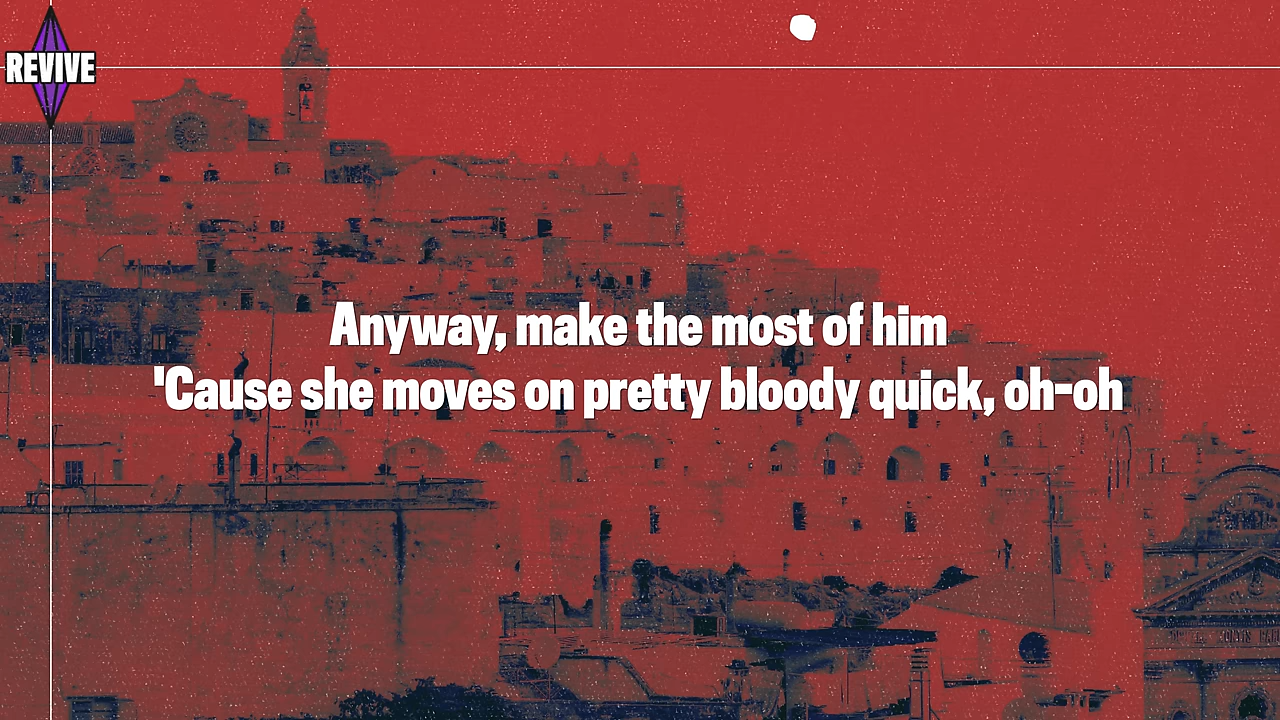 REVIVE
Anyway, make the most of him
'Cause she moves on pretty bloody quick, oh-oh